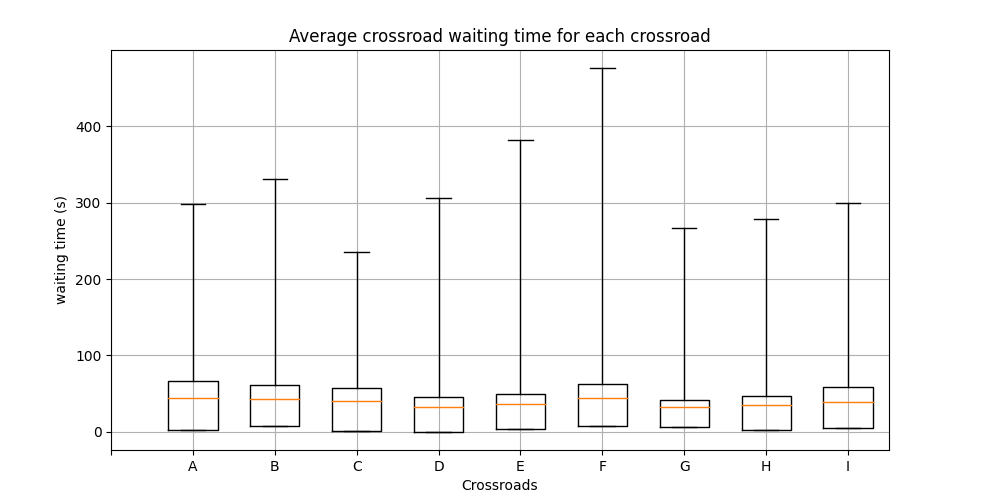 Average crossroad waiting time for each crossroad
400
300
200
100
0
waiting time (s)
A B C D E F G H I
Crossroads